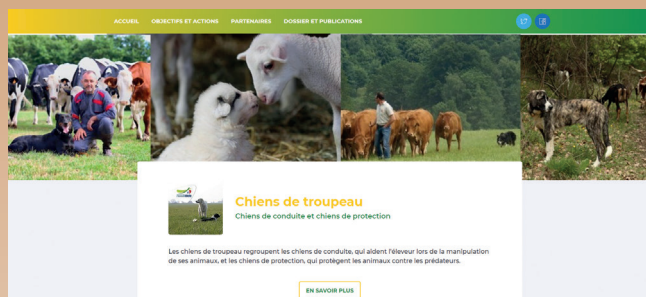 ACCUEIL OBJECTIFS ET ACTIONS PARTENAIRES DOSSIER ET PUBLICATIONS
Chiens de troupeau
Chiens de conduite et chiens de protection
Les chiens de troupeau regroupent les chiens de conduite, qui aident l'éleveur lors de la manipulation
de ses animaux, et les chiens de protection, qui protègent les animaux contre les prédateurs.
EN SAVOIR PLUS